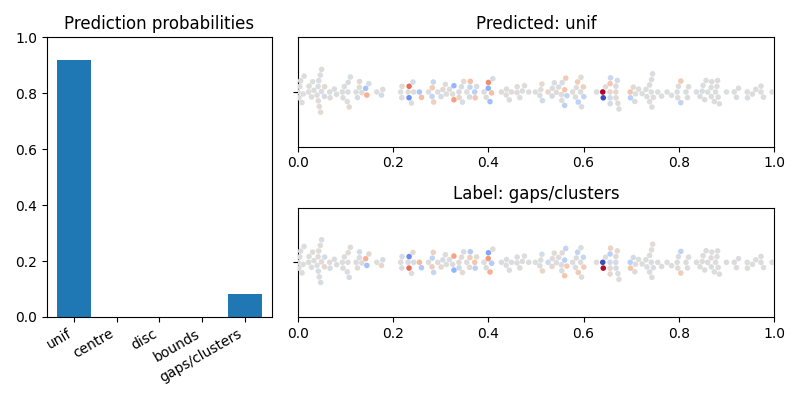 Prediction probabilities
1.0
0.8
0.6
0.4
0.2
0.0
unif
centre
disc
bounds
gaps/clusters
Predicted: unif
0.0 0.2 0.4 0.6 0.8 1.0
Label: gaps/clusters
0.0 0.2 0.4 0.6 0.8 1.0